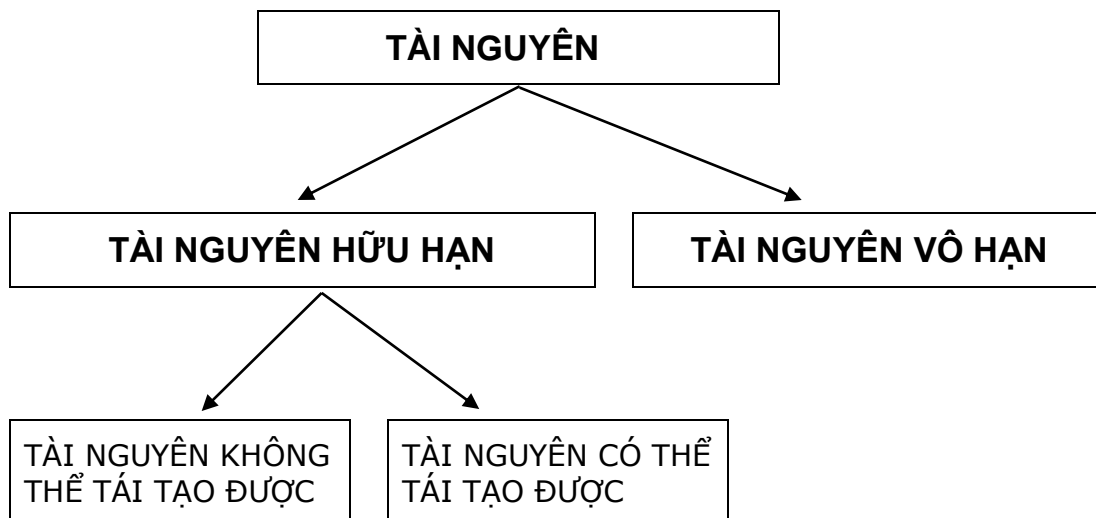 TÀI NGUYÊN
TÀI NGUYÊN HỮU HẠN
TÀI NGUYÊN VÔ HẠN
TÀI NGUYÊN KHÔNG
THỂ TÁI TẠO ĐƯỢC
TÀI NGUYÊN CÓ THỂ
TÁI TẠO ĐƯỢC